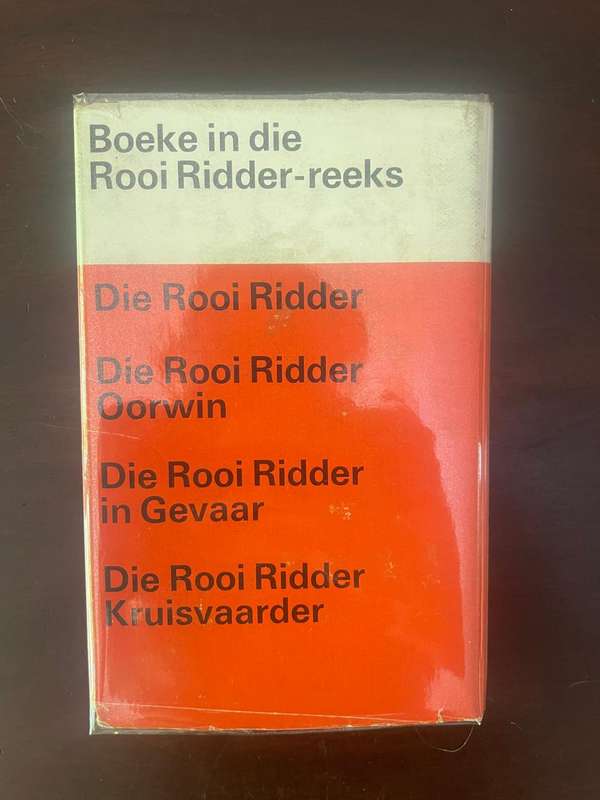 Boeke in die
Rooi Ridder-reeks
Die Rooi Ridder
Die Rooi Ridder
Oorwin
Die Rooi Ridder
in Gevaar
Die Rooi Ridder
Kruisvaarder